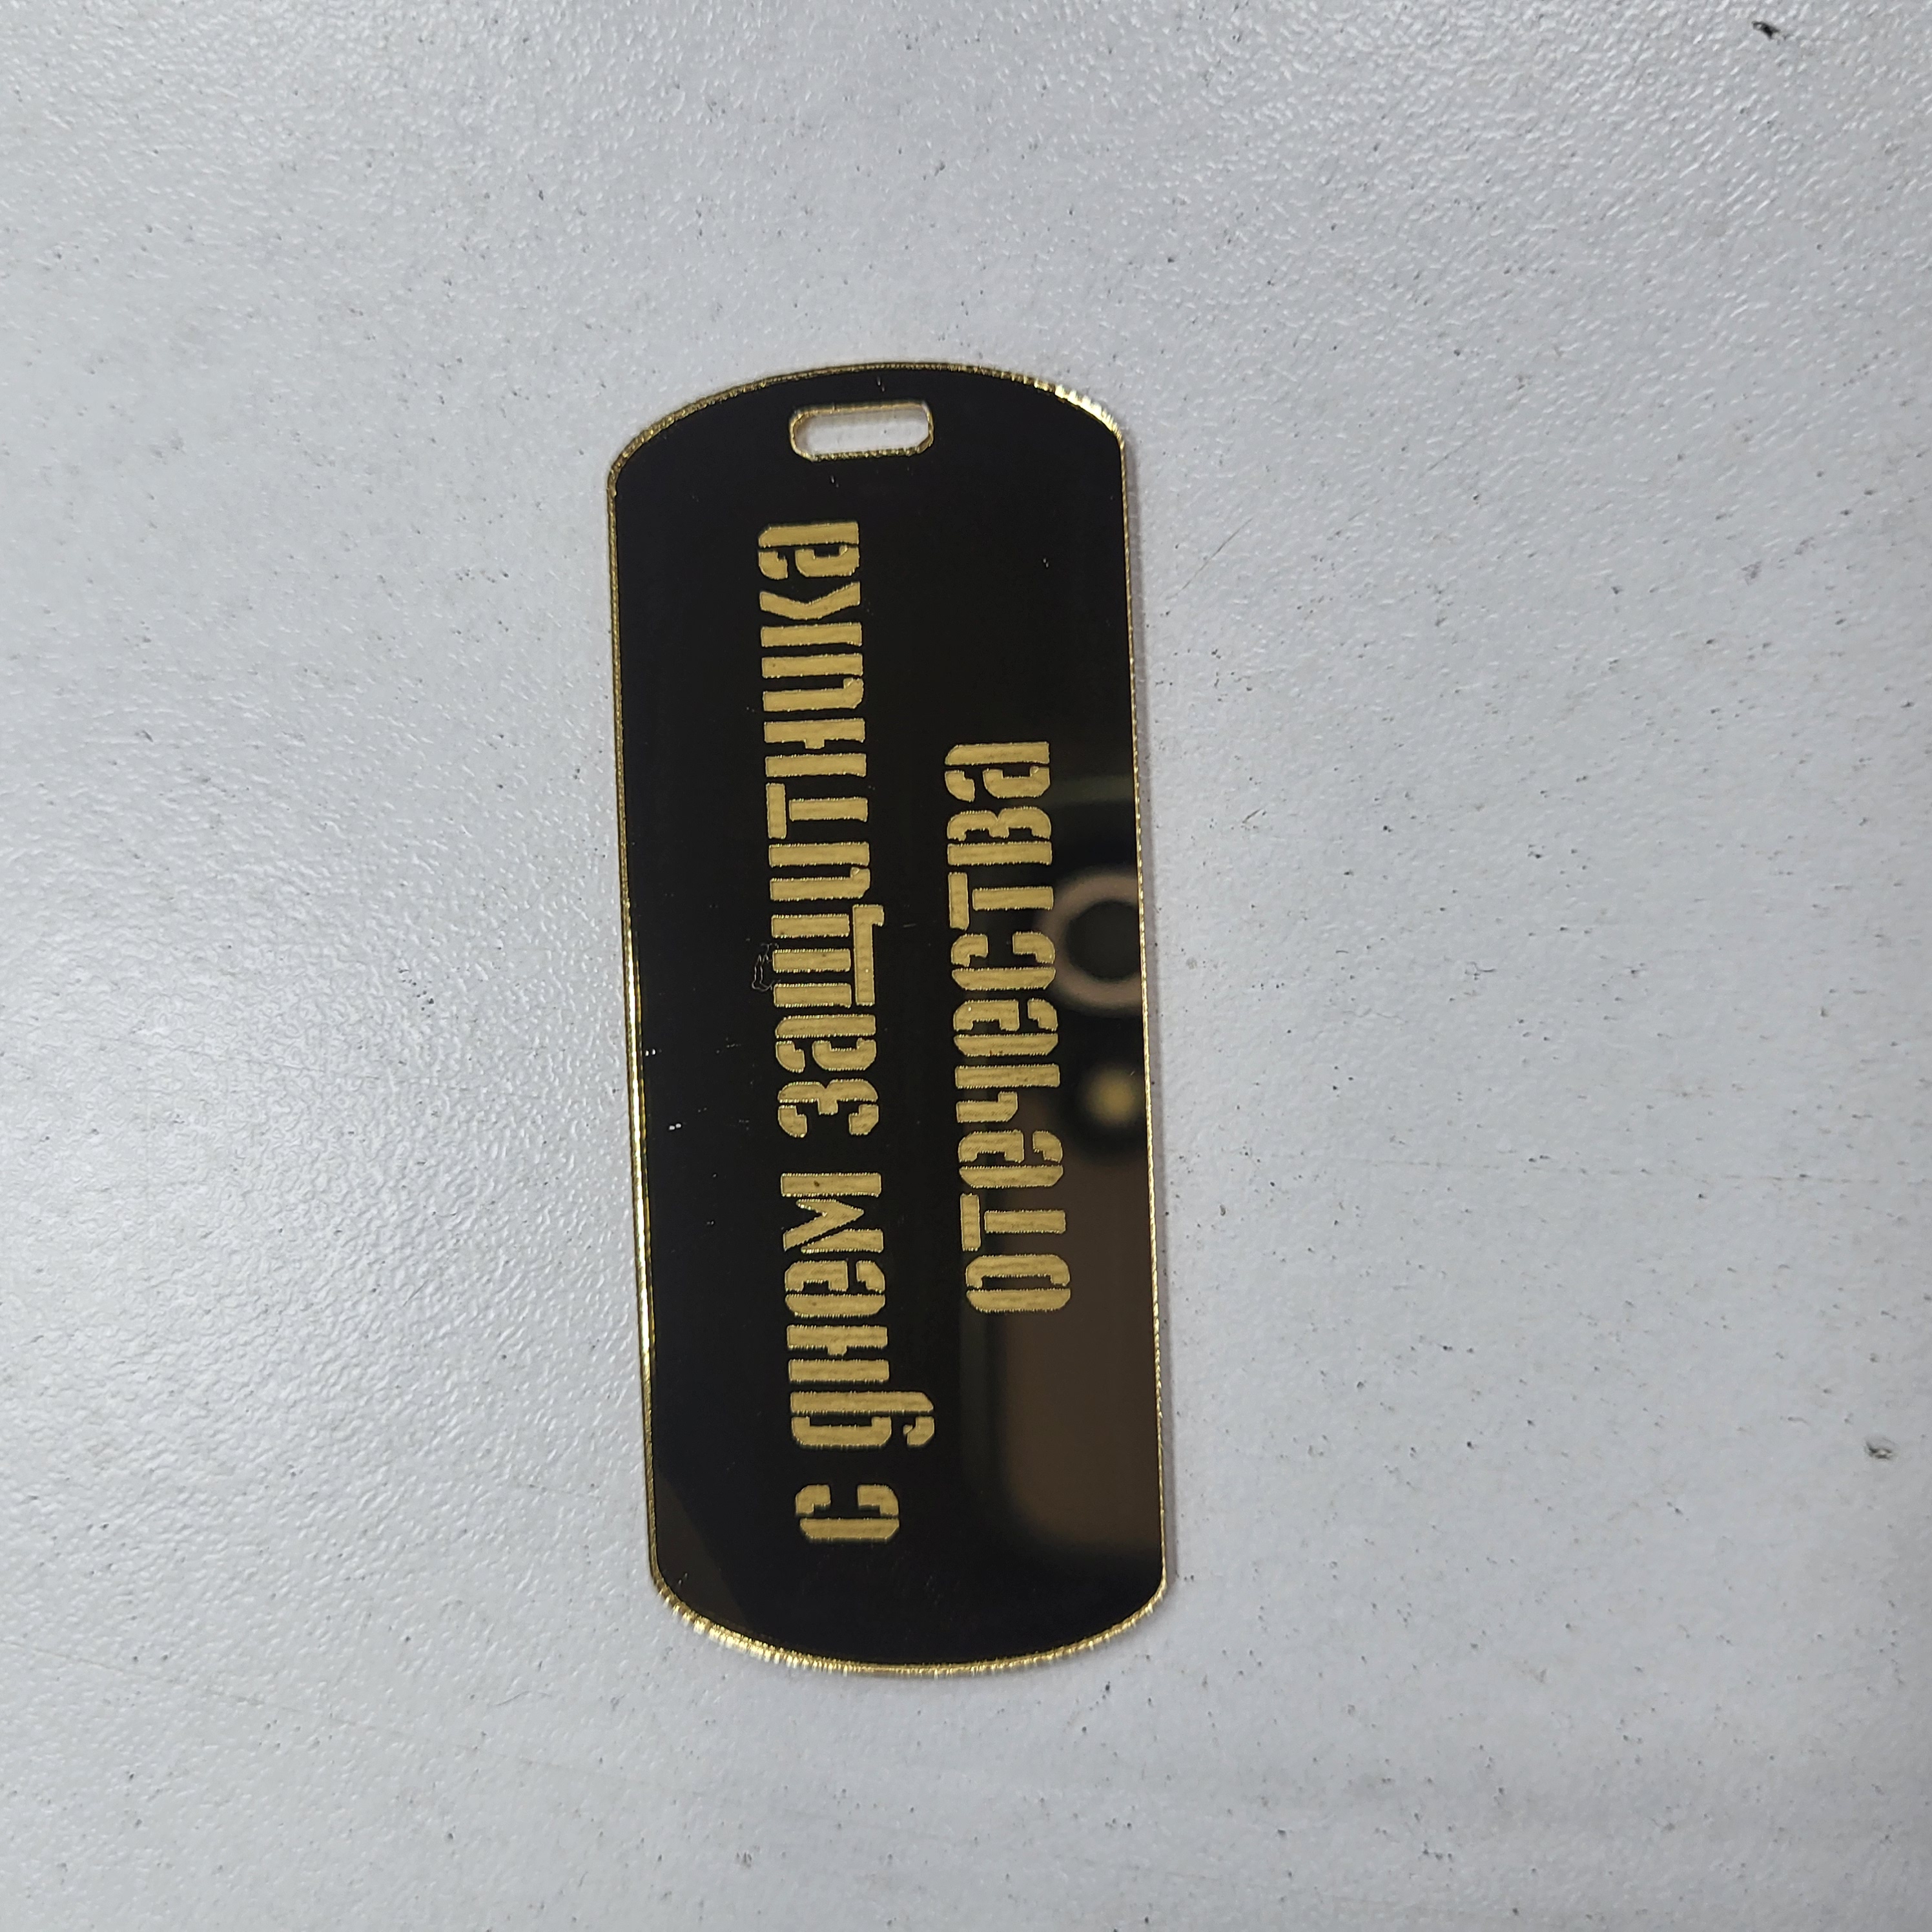 с днем защитника
отечества